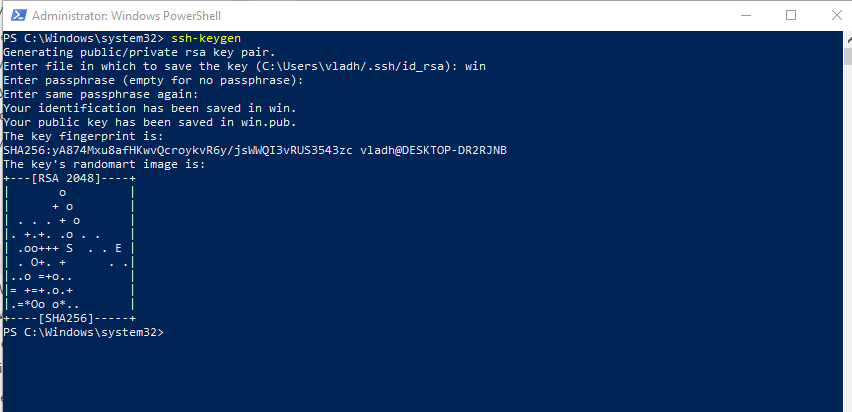 Administrator: Windows PowerShell
PS C:\Windows\system32> ssh-keygen
Generating public/private rsa key pair.
Enter file in which to save the key (C:\Users\vladh/.ssh/id_rsa): win
Enter passphrase (empty for no passphrase):
Enter same passphrase again:
Your identification has been saved in win.
Your public key has been saved in win.pub.
The key fingerprint is:
SHA256:yA874Mxu8afHKwvQcroykvR6y/jsWWQI3vRUS3543zc vladh@DESKTOP-DR2RJNB
The key's randomart image is:
+---[RSA 2048]----+
|       o         |
|      + o        |
| . . . + o       |
|. +.+. .o . .    |
| .oo+++ S  . . E |
| . O+. +      . .|
|..o =+o..        |
|= +=+.o.+        |
|.=*Oo o*..       |
+----[SHA256]-----+
PS C:\Windows\system32>